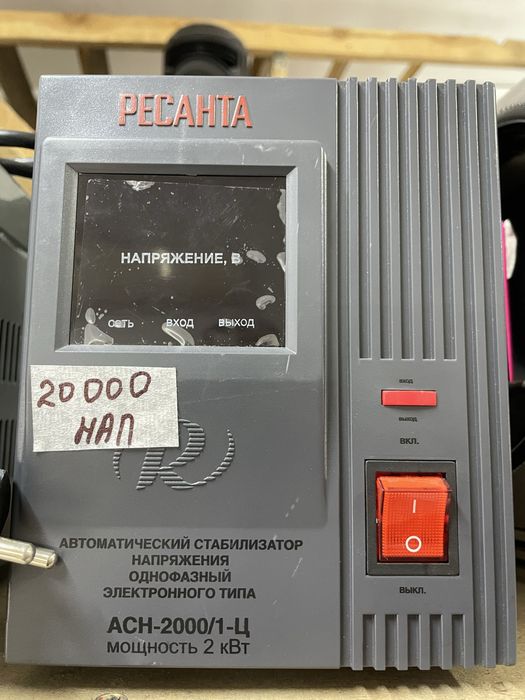 РЕСАНТА
НАПРЯЖЕНИЕ, В
СЕТЬ ВХОД ВЫХОД
20000
НАП
ВХОД
ВЫХОД
ВКЛ.
I
O
ВЫКЛ.
R
АВТОМАТИЧЕСКИЙ СТАБИЛИЗАТОР
НАПРЯЖЕНИЯ
ОДНОФАЗНЫЙ
ЭЛЕКТРОННОГО ТИПА
АСН-2000/1-Ц
МОЩНОСТЬ 2 кВт